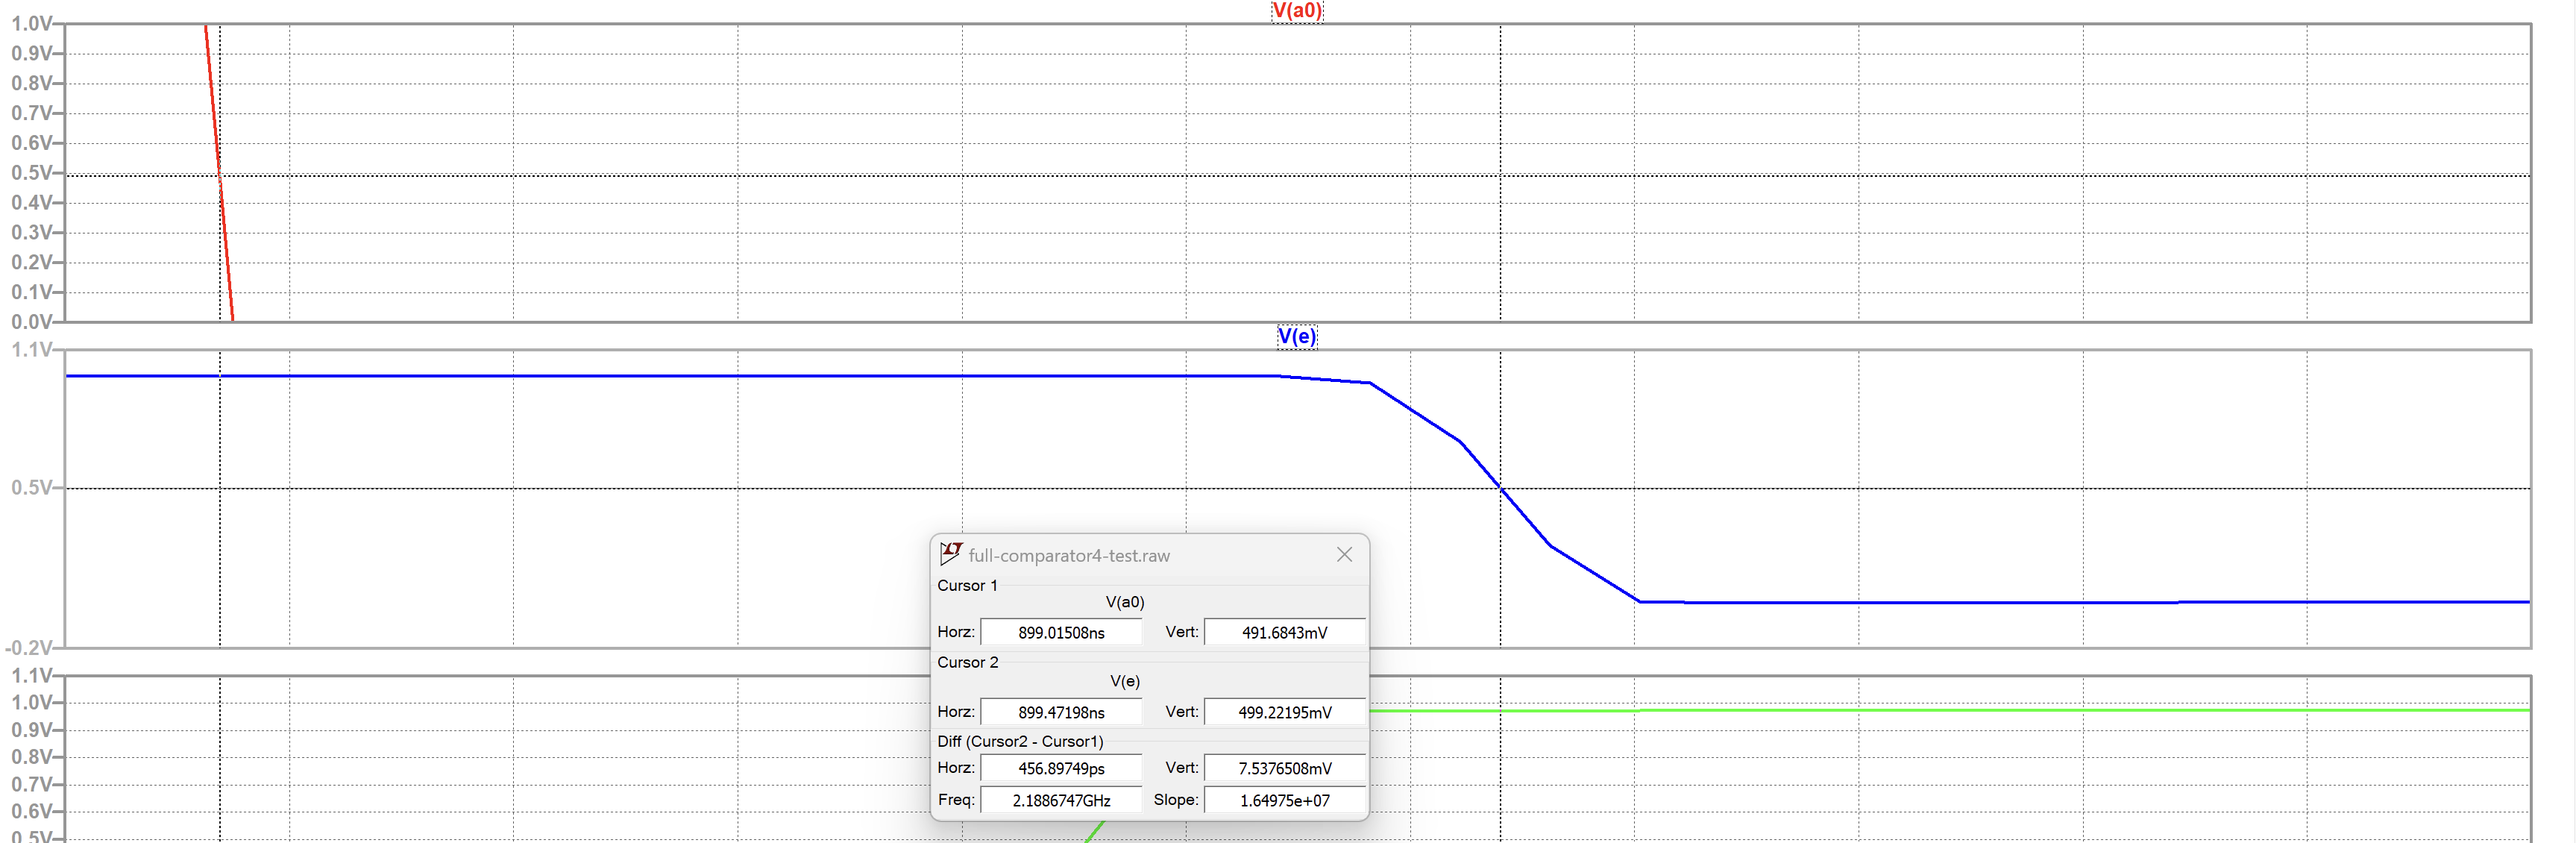 V(a0)
1.0V
0.9V
0.8V
0.7V
0.6V
0.5V
0.4V
0.3V
0.2V
0.1V
0.0V
V(e)
1.1V
0.5V
-0.2V
full-comparator4-test.raw
Cursor 1
V(a0)
Horz: 899.01508ns Vert: 491.6843mV
Cursor 2
V(e)
Horz: 899.47198ns Vert: 499.22195mV
Diff (Cursor2 - Cursor1)
Horz: 456.89749ps Vert: 7.5376508mV
Freq: 2.1886747GHz Slope: 1.64975e+07
1.1V
1.0V
0.9V
0.8V
0.7V
0.6V
0.5V